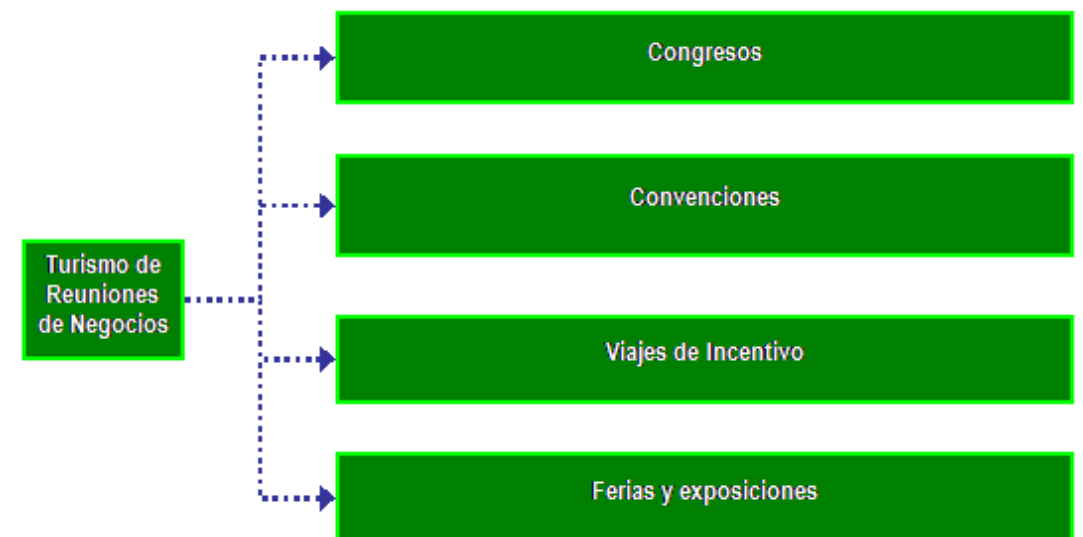 Congresos
Convenciones
Turismo de
Reuniones
de Negocios
Viajes de Incentivo
Ferias y exposiciones